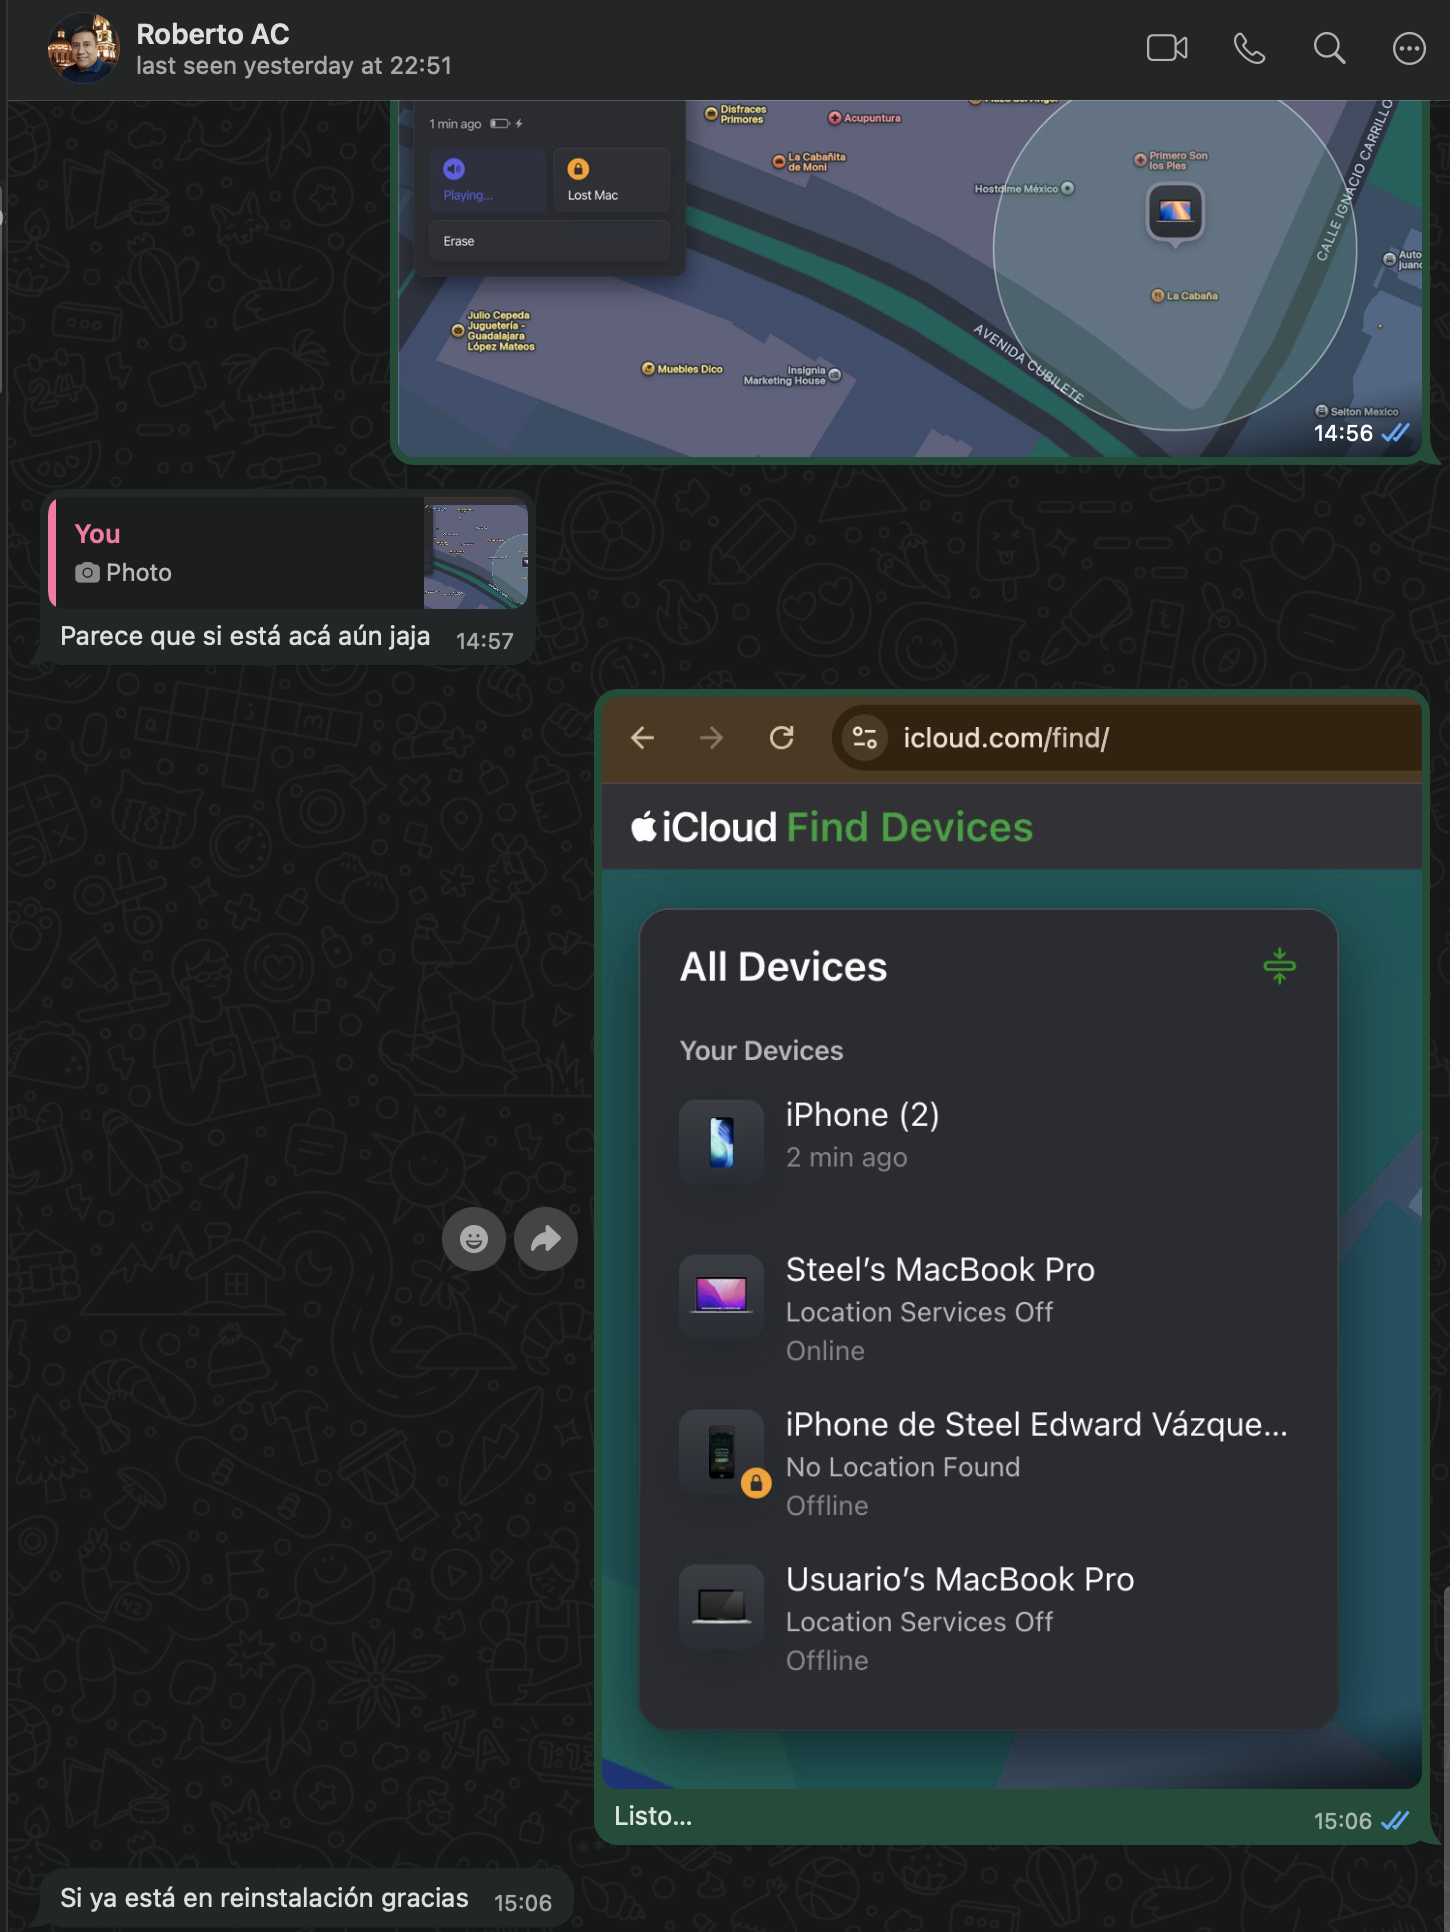 Roberto AC
last seen yesterday at 22:51
1 min ago
Playing...
Lost Mac
Erase
Disfraces
Primores
Acupuntura
La Cabañita
de Moni
Primero Son
los Pies
Hostdime México
CALLE IGNACIO CARRILLO
La Cabaña
Julio Cepeda
Juguetería -
Guadalajara
López Mateos
Muebles Dico
Insignia
Marketing House
AVENIDA CUBILETE
Seiton Mexico
14:56
You
Photo
Parece que si está acá aún jaja
14:57
icloud.com/find/
iCloud Find Devices
All Devices
Your Devices
iPhone (2)
2 min ago
Steel’s MacBook Pro
Location Services Off
Online
iPhone de Steel Edward Vázque...
No Location Found
Offline
Usuario’s MacBook Pro
Location Services Off
Offline
Listo...
15:06
Si ya está en reinstalación gracias
15:06